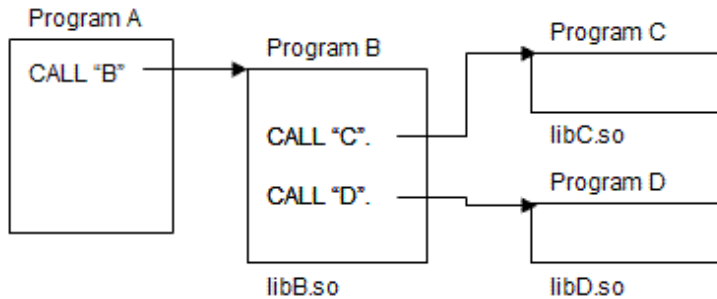 Program A
CALL “B”
Program B
CALL “C”.
CALL “D”.
libB.so
Program C
libC.so
Program D
libD.so